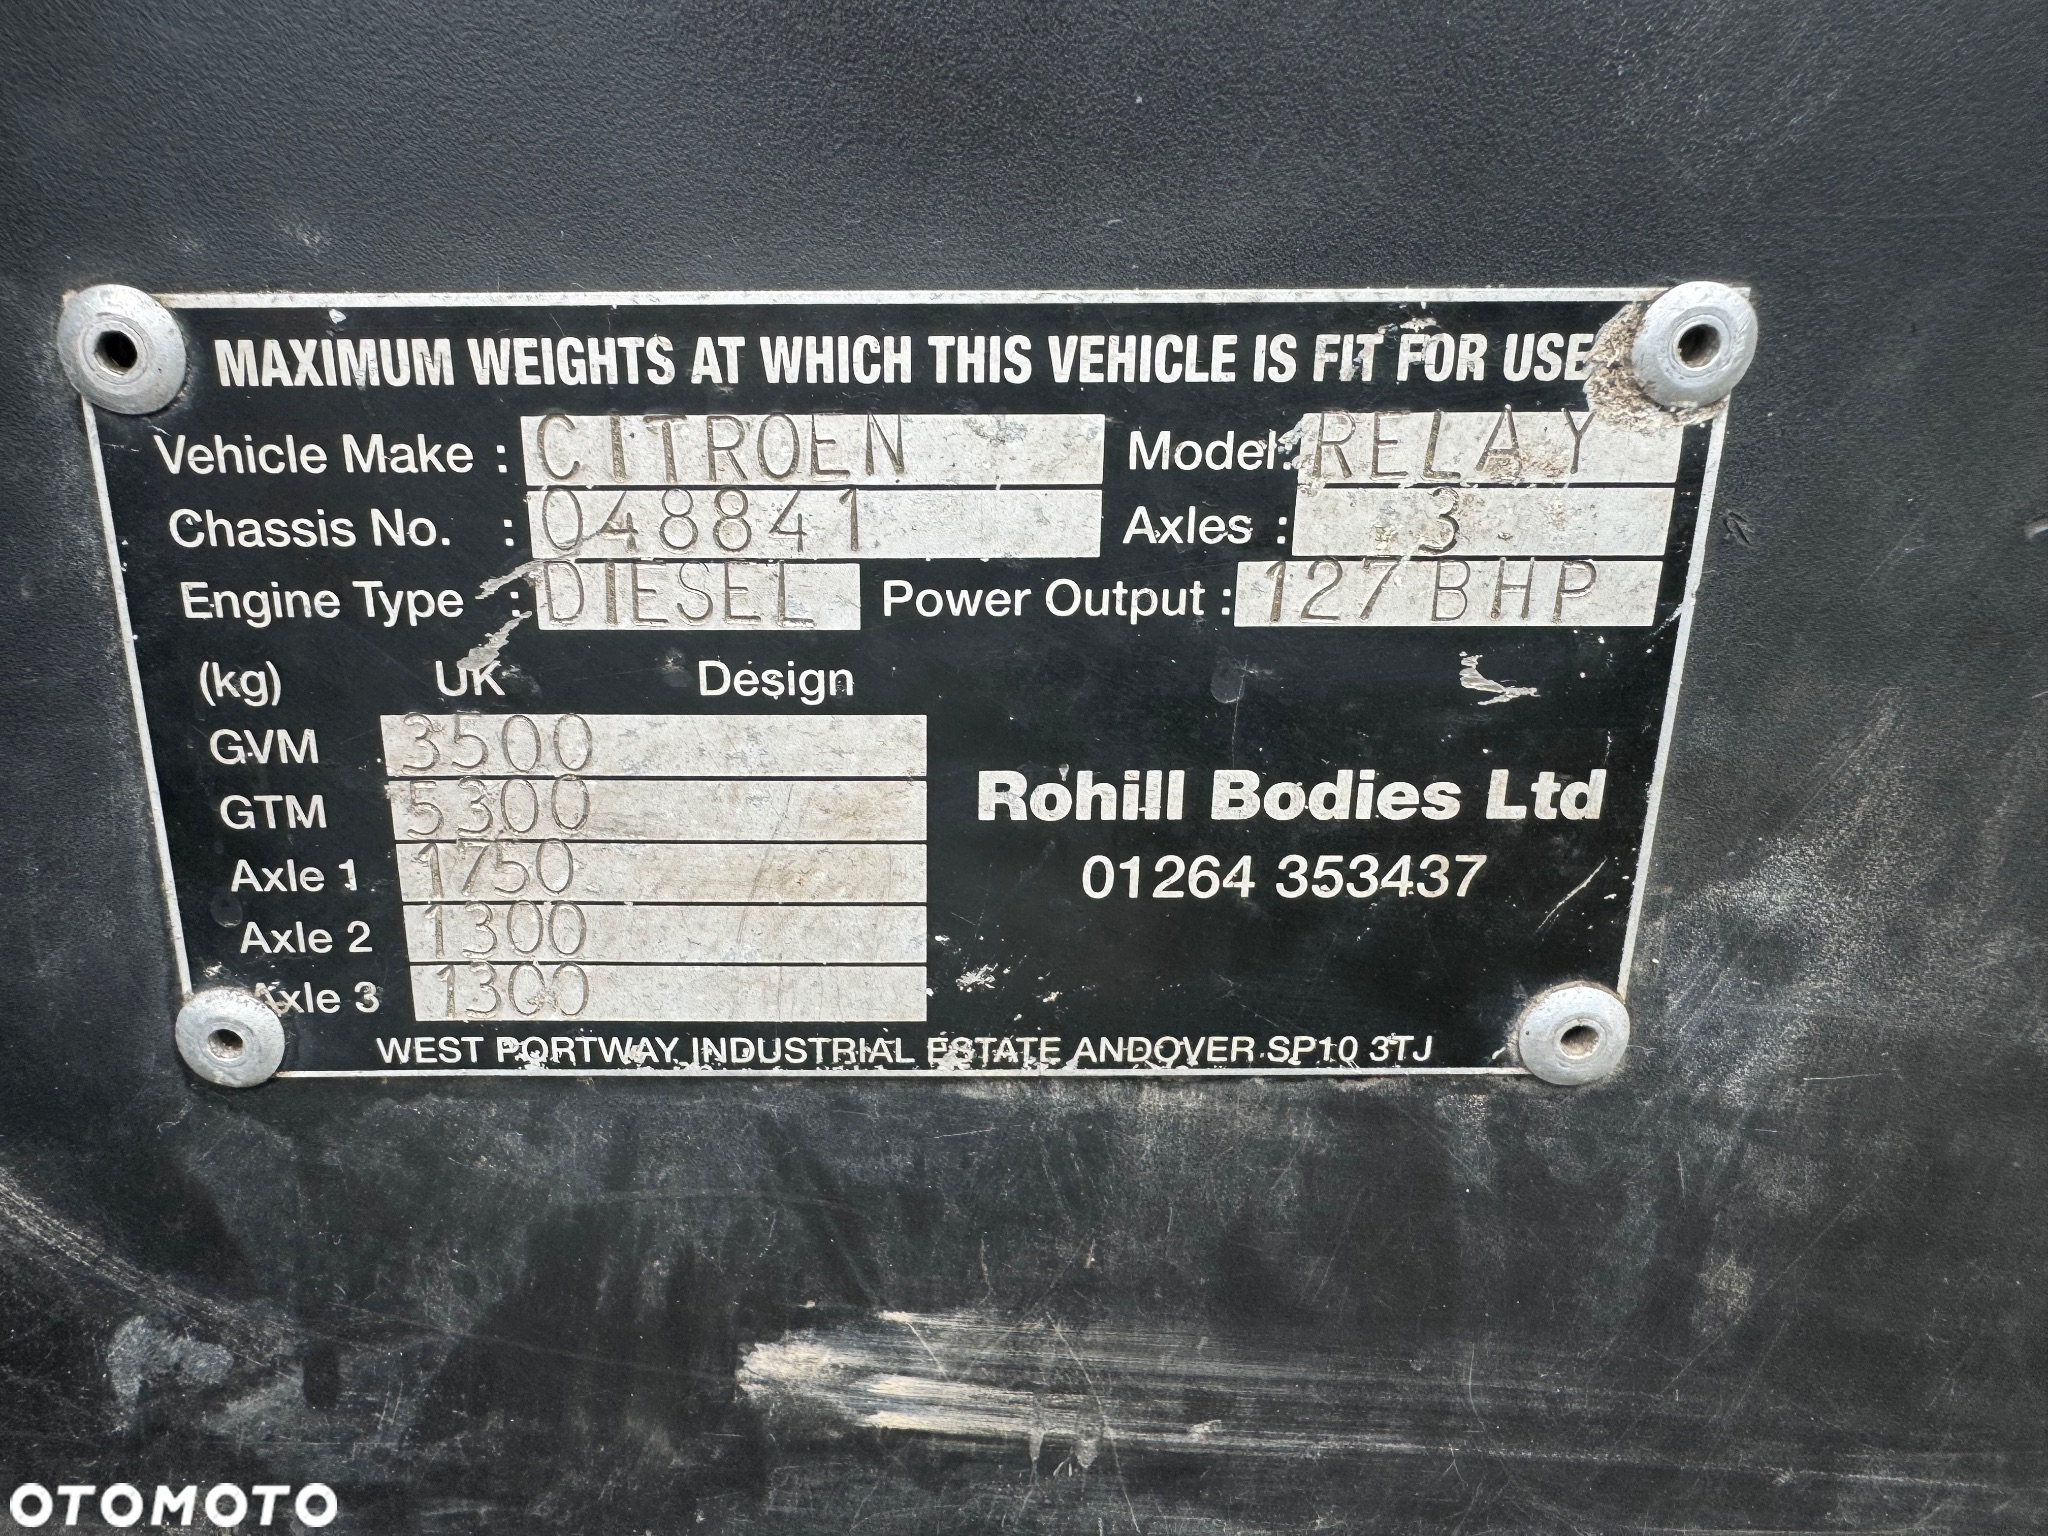 MAXIMUM WEIGHTS AT WHICH THIS VEHICLE IS FIT FOR USE
Vehicle Make : CITROEN Model: RELAY
Chassis No. : 048841 Axles : 3
Engine Type : DIESEL Power Output : 127 BHP
(kg) UK Design
GVM 3500
GTM 5300
Axle 1 1750
Axle 2 1300
Axle 3 1300
Rohill Bodies Ltd
01264 353437
WEST PORTWAY INDUSTRIAL ESTATE ANDOVER SP10 3TJ
OTOMOTO